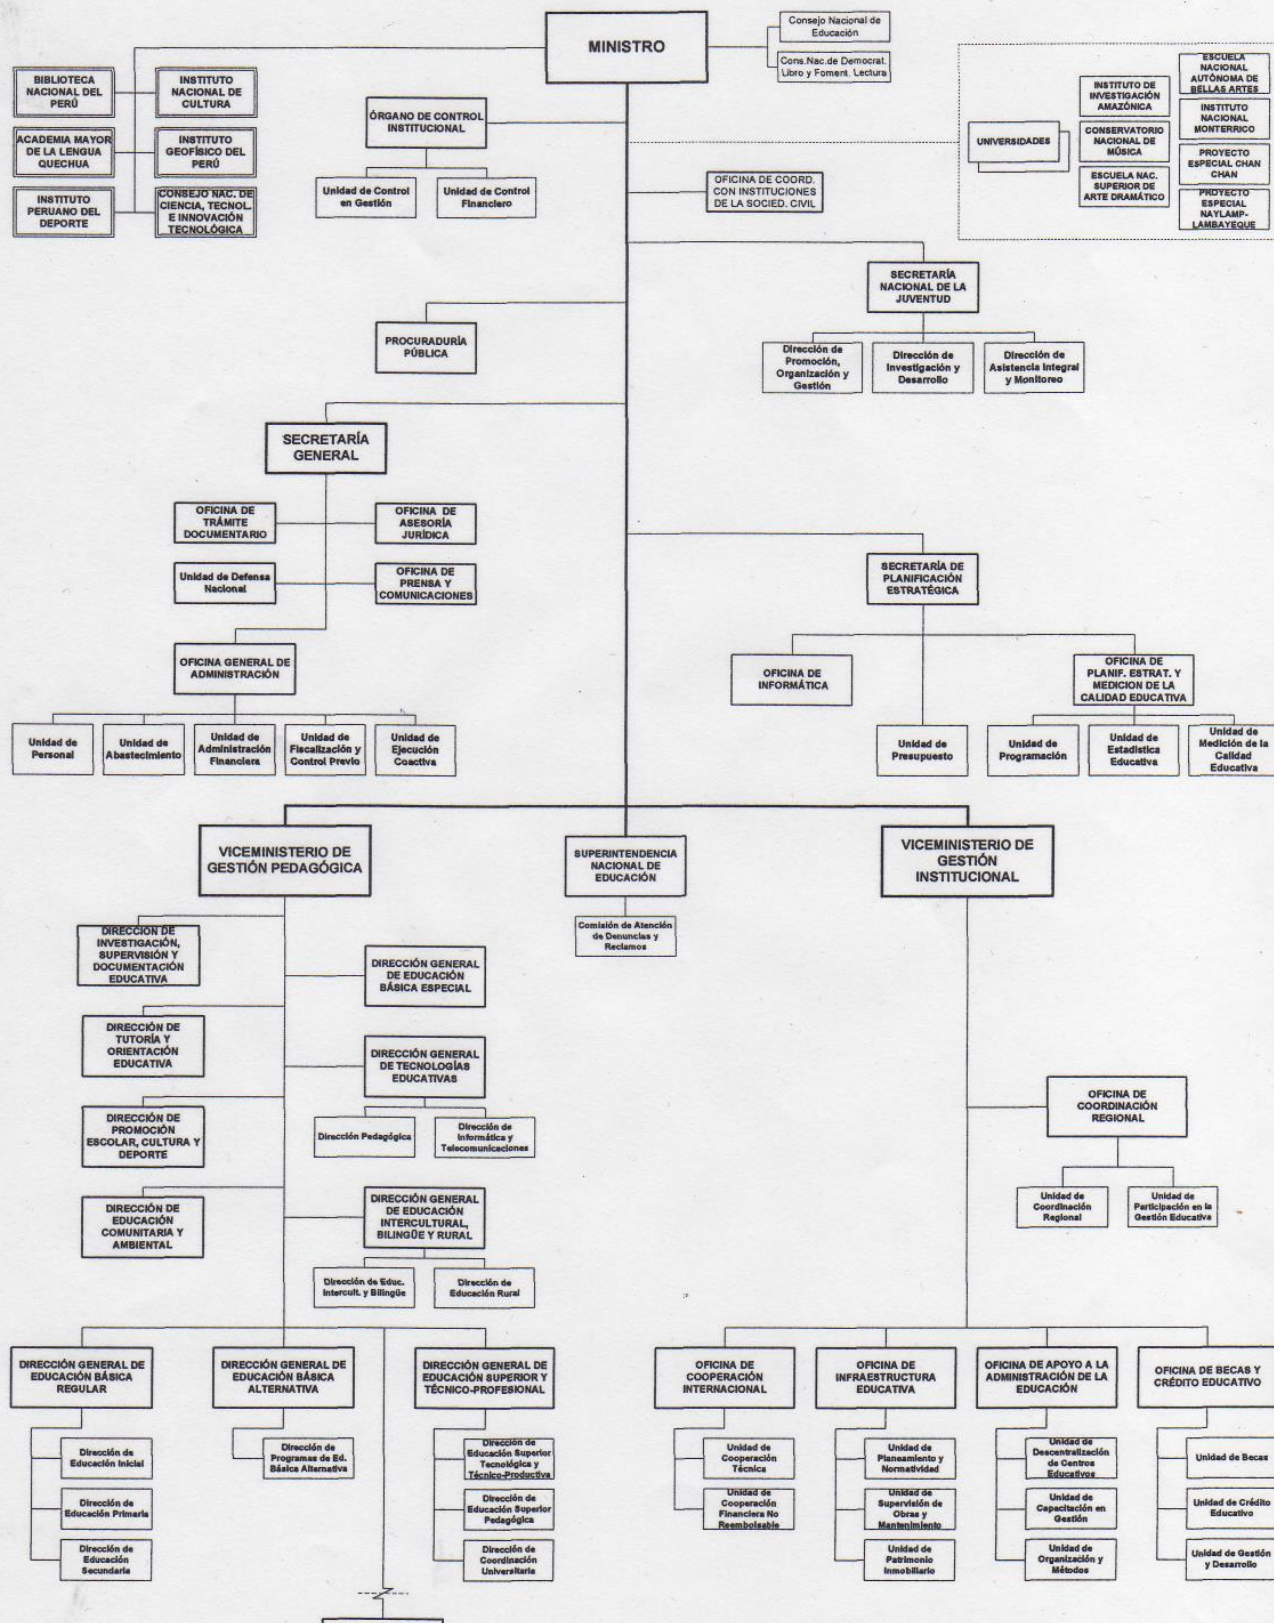 MINISTRO
Consejo Nacional de
Educación
Cons.Nac.de Democrat.
Libro y Foment. Lectura
BIBLIOTECA
NACIONAL DEL
PERÚ
INSTITUTO
NACIONAL DE
CULTURA
ACADEMIA MAYOR
DE LA LENGUA
QUECHUA
INSTITUTO
GEOFÍSICO DEL
PERÚ
INSTITUTO
PERUANO DEL
DEPORTE
CONSEJO NAC. DE
CIENCIA, TECNOL.
E INNOVACIÓN
TECNOLÓGICA
ÓRGANO DE CONTROL
INSTITUCIONAL
Unidad de Control
en Gestión
Unidad de Control
Financiero
UNIVERSIDADES
INSTITUTO DE
INVESTIGACIÓN
AMAZÓNICA
CONSERVATORIO
NACIONAL DE
MÚSICA
ESCUELA NAC.
SUPERIOR DE
ARTE DRAMÁTICO
ESCUELA
NACIONAL
AUTÓNOMA DE
BELLAS ARTES
INSTITUTO
NACIONAL
MONTERRICO
PROYECTO
ESPECIAL CHAN
CHAN
PROYECTO
ESPECIAL
NAYLAMP-
LAMBAYEQUE
OFICINA DE COORD.
CON INSTITUCIONES
DE LA SOCIED. CIVIL
SECRETARÍA
NACIONAL DE LA
JUVENTUD
Dirección de
Promoción,
Organización y
Gestión
Dirección de
Investigación y
Desarrollo
Dirección de
Asistencia Integral
y Monitoreo
PROCURADURÍA
PÚBLICA
SECRETARÍA
GENERAL
OFICINA DE
TRÁMITE
DOCUMENTARIO
OFICINA DE
ASESORÍA
JURÍDICA
Unidad de Defensa
Nacional
OFICINA DE
PRENSA Y
COMUNICACIONES
OFICINA GENERAL DE
ADMINISTRACIÓN
Unidad de
Personal
Unidad de
Abastecimiento
Unidad de
Administración
Financiera
Unidad de
Fiscalización y
Control Previo
Unidad de
Ejecución
Coactiva
SECRETARÍA DE
PLANIFICACIÓN
ESTRATÉGICA
OFICINA DE
INFORMÁTICA
OFICINA DE
PLANIF. ESTRAT. Y
MEDICION DE LA
CALIDAD EDUCATIVA
Unidad de
Presupuesto
Unidad de
Programación
Unidad de
Estadística
Educativa
Unidad de
Medición de la
Calidad
Educativa
VICEMINISTERIO DE
GESTIÓN PEDAGÓGICA
SUPERINTENDENCIA
NACIONAL DE
EDUCACIÓN
Comisión de Atención
de Denuncias y
Reclamos
VICEMINISTERIO DE
GESTIÓN
INSTITUCIONAL
DIRECCION DE
INVESTIGACIÓN,
SUPERVISIÓN Y
DOCUMENTACIÓN
EDUCATIVA
DIRECCIÓN GENERAL
DE EDUCACIÓN
BÁSICA ESPECIAL
DIRECCIÓN DE
TUTORÍA Y
ORIENTACIÓN
EDUCATIVA
DIRECCIÓN GENERAL
DE TECNOLOGÍAS
EDUCATIVAS
Dirección Pedagógica
Dirección de
Informática y
Telecomunicaciones
DIRECCIÓN DE
PROMOCIÓN
ESCOLAR, CULTURA Y
DEPORTE
DIRECCIÓN DE
EDUCACIÓN
COMUNITARIA Y
AMBIENTAL
DIRECCIÓN GENERAL
DE EDUCACIÓN
INTERCULTURAL,
BILINGÜE Y RURAL
Dirección de Educ.
Intercult. y Bilingüe
Dirección de
Educación Rural
OFICINA DE
COORDINACIÓN
REGIONAL
Unidad de
Coordinación
Regional
Unidad de
Participación en la
Gestión Educativa
DIRECCIÓN GENERAL DE
EDUCACIÓN BÁSICA
REGULAR
Dirección de
Educación Inicial
Dirección de
Educación Primaria
Dirección de
Educación
Secundaria
DIRECCIÓN GENERAL DE
EDUCACIÓN BÁSICA
ALTERNATIVA
Dirección de
Programas de Ed.
Básica Alternativa
DIRECCIÓN GENERAL DE
EDUCACIÓN SUPERIOR Y
TÉCNICO-PROFESIONAL
Dirección de
Educación Superior
Tecnológica y
Técnico-Productiva
Dirección de
Educación Superior
Pedagógica
Dirección de
Coordinación
Universitaria
OFICINA DE
COOPERACIÓN
INTERNACIONAL
Unidad de
Cooperación
Técnica
Unidad de
Cooperación
Financiera No
Reembolsable
OFICINA DE
INFRAESTRUCTURA
EDUCATIVA
Unidad de
Planeamiento y
Normatividad
Unidad de
Supervisión de
Obras y
Mantenimiento
Unidad de
Patrimonio
Inmobiliario
OFICINA DE APOYO A LA
ADMINISTRACIÓN DE LA
EDUCACIÓN
Unidad de
Descentralización
de Centros
Educativos
Unidad de
Capacitación en
Gestión
Unidad de
Organización y
Métodos
OFICINA DE BECAS Y
CRÉDITO EDUCATIVO
Unidad de Becas
Unidad de Crédito
Educativo
Unidad de Gestión
y Desarrollo